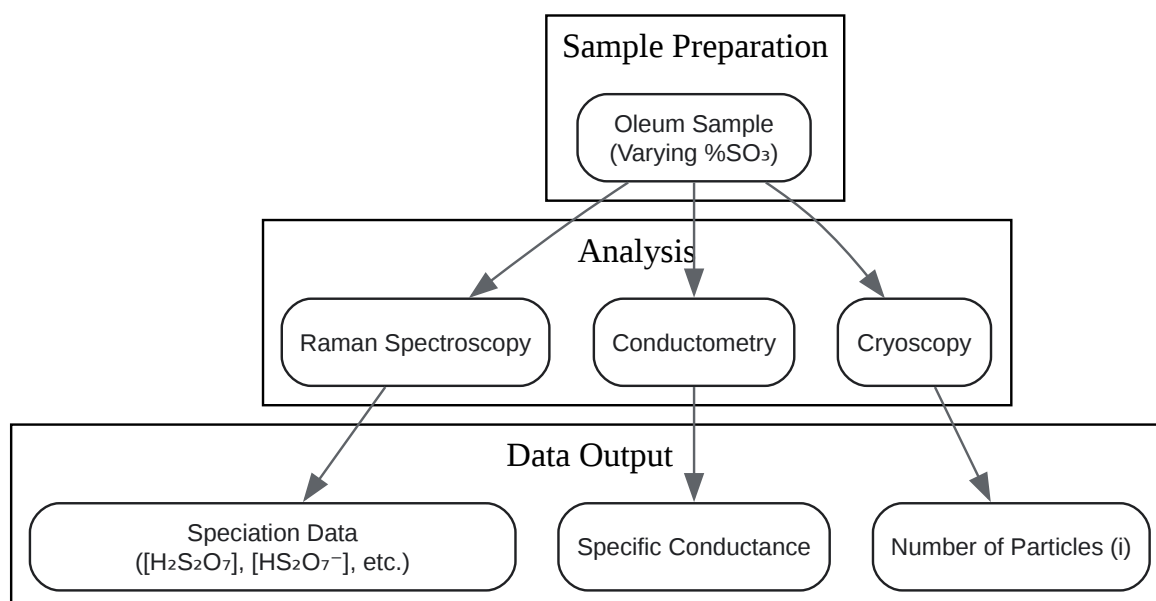 Sample Preparation
Oleum Sample
(Varying %SO₃)
Analysis
Raman Spectroscopy
Conductometry
Cryoscopy
Data Output
Speciation Data
([H₂S₂O₇], [HS₂O₇⁻], etc.)
Specific Conductance
Number of Particles (i)